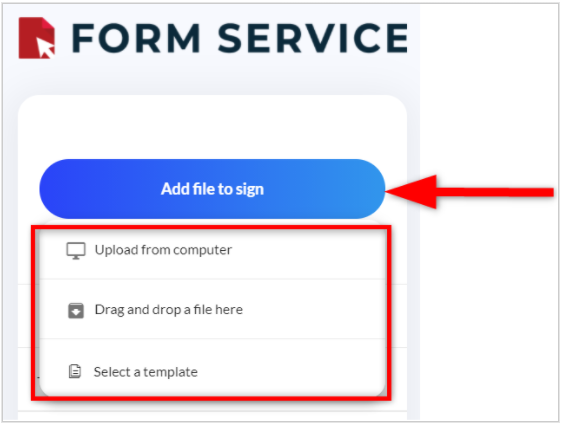 FORM SERVICE
Add file to sign
Upload from computer
Drag and drop a file here
Select a template